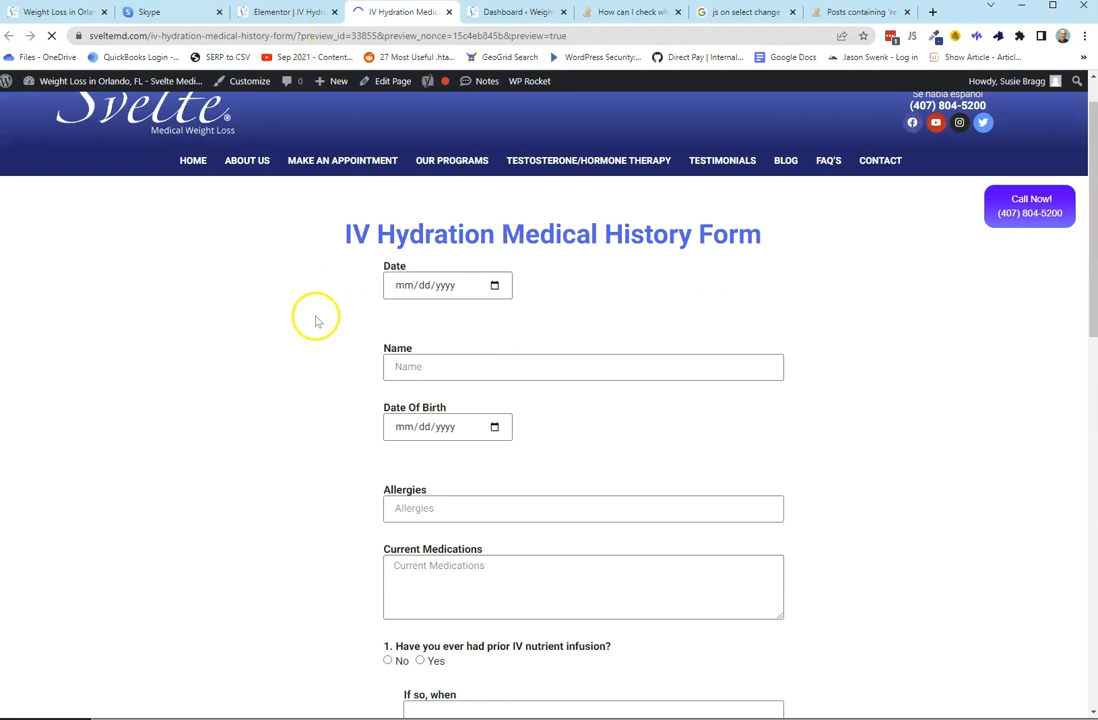 Weight Loss in Orla
Skype
Elementor | IV Hydr
IV Hydration Medic
Dashboard ‹ Weigh
How can I check wh
js on select change
Posts containing 're
sveltemd.com/iv-hydration-medical-history-form/?preview_id=33855&preview_nonce=15c4eb845b&preview=true
Files - OneDrive
QuickBooks Login -...
SERP to CSV
Sep 2021 - Content...
27 Most Useful .hta...
GeoGrid Search
WordPress Security:...
Direct Pay | Internal...
Google Docs
Jason Swenk - Log in
Show Article - Articl...
»
Weight Loss in Orlando, FL - Svelte Medi...
Customize
0
New
Edit Page
Notes
WP Rocket
Howdy, Susie Bragg
Svelte®
Medical Weight Loss
Se habla español
(407) 804-5200
HOME
ABOUT US
MAKE AN APPOINTMENT
OUR PROGRAMS
TESTOSTERONE/HORMONE THERAPY
TESTIMONIALS
BLOG
FAQ'S
CONTACT
Call Now!
(407) 804-5200
IV Hydration Medical History Form
Date
mm/dd/yyyy
Name
Name
Date Of Birth
mm/dd/yyyy
Allergies
Allergies
Current Medications
Current Medications
1. Have you ever had prior IV nutrient infusion?
No Yes
If so, when